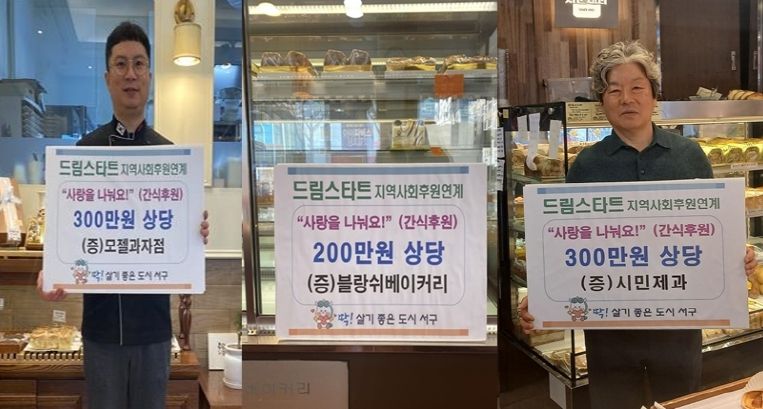 드림스타트 지역사회후원연계
"사랑을 나눠요!" (간식후원)
300만원 상당
(증)모젤과자점
딱! 살기 좋은 도시 서구
드림스타트 지역사회후원연계
"사랑을 나눠요!" (간식후원)
200만원 상당
(증)블랑쉬베이커리
딱! 살기 좋은 도시 서구
베이커리
드림스타트 지역사회후원연계
"사랑을 나눠요!" (간식후원)
300만원 상당
(증)시민제과
딱! 살기 좋은 도시 서구